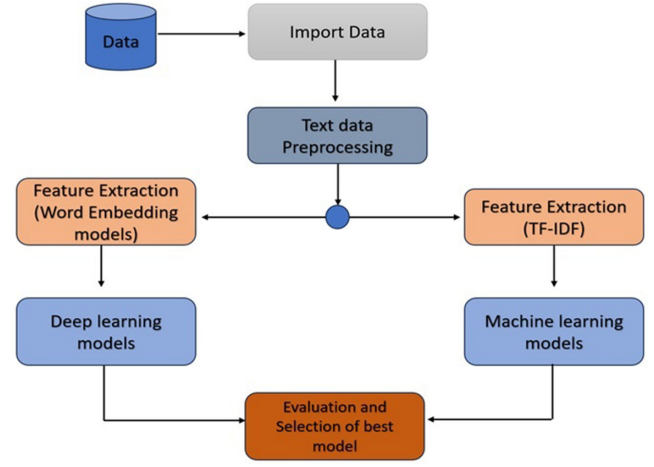 Data
Import Data
Text data
Preprocessing
Feature Extraction
(Word Embedding
models)
Feature Extraction
(TF-IDF)
Deep learning
models
Machine learning
models
Evaluation and
Selection of best
model